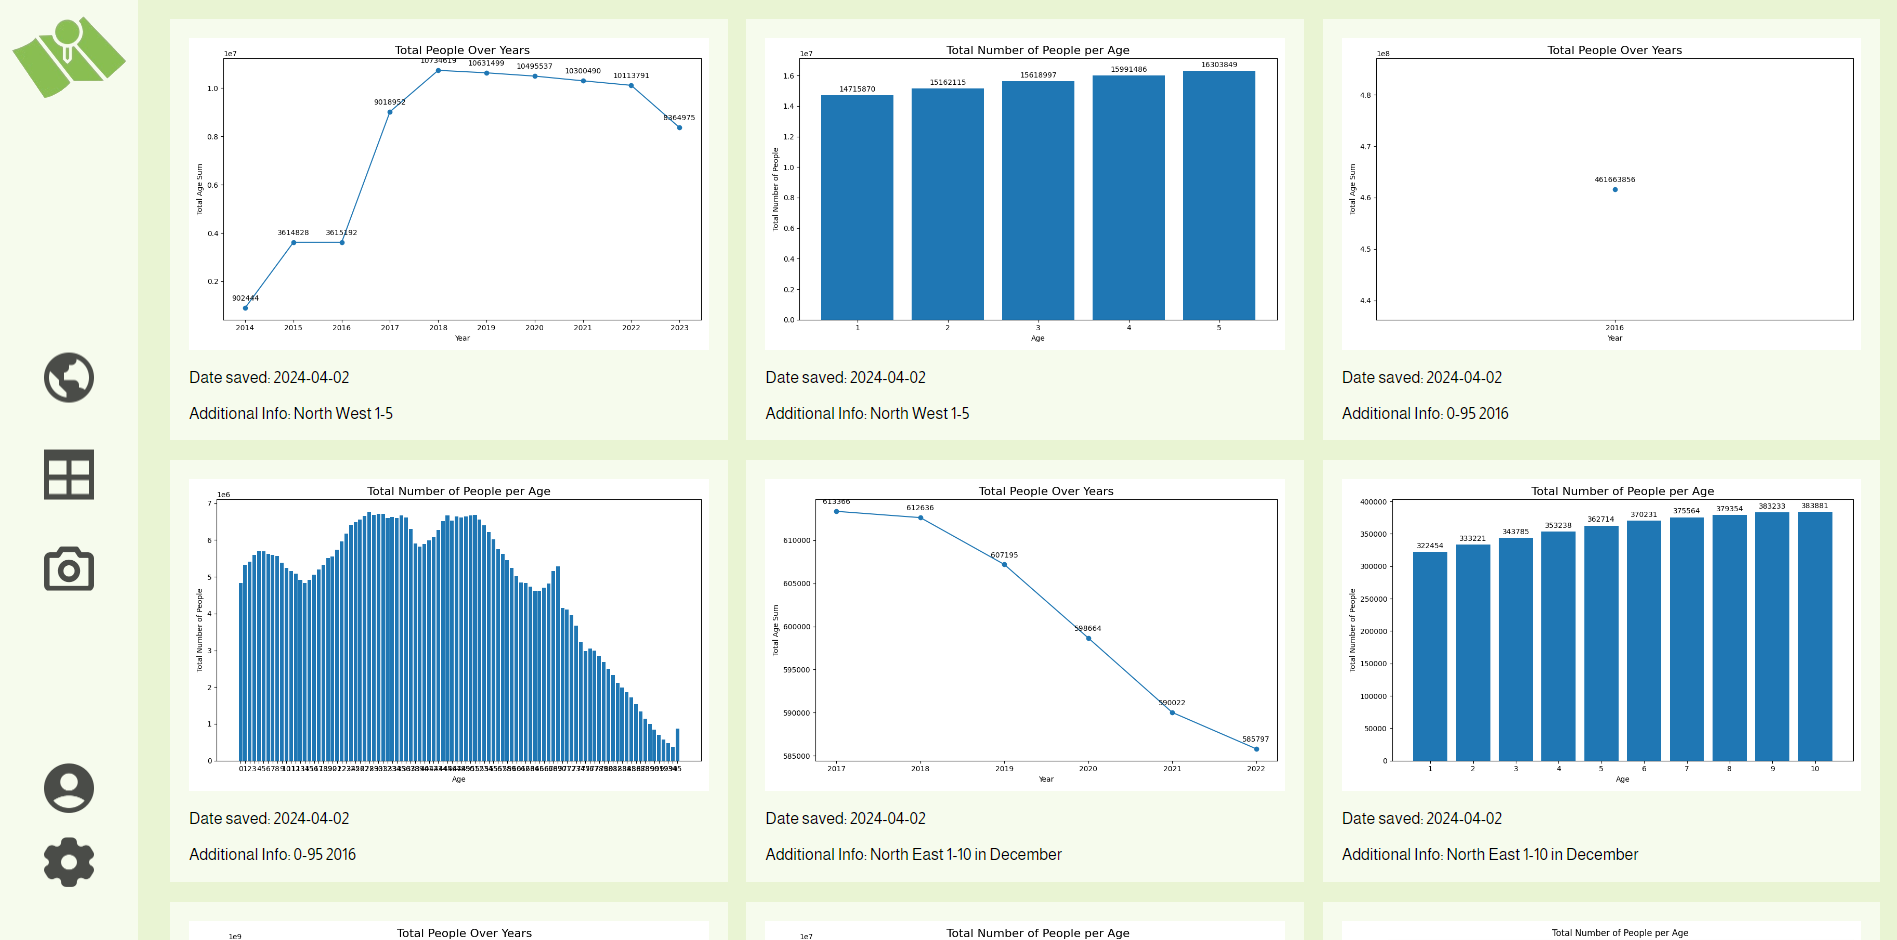 Total People Over Years
1e7
10734619
10631499
10495537
10300490
10113791
9018952
8364975
3614828
3615192
902444
1.0
0.8
0.6
0.4
0.2
Total Age Sum
2014 2015 2016 2017 2018 2019 2020 2021 2022 2023
Year
Date saved: 2024-04-02
Additional Info: North West 1-5
Total Number of People per Age
1e7
14715870
15162115
15618997
15991486
16303849
1.6
1.4
1.2
1.0
0.8
0.6
0.4
0.2
0.0
Total Number of People
1 2 3 4 5
Age
Date saved: 2024-04-02
Additional Info: North West 1-5
Total People Over Years
1e8
461663856
4.8
4.7
4.6
4.5
4.4
Total Age Sum
2016
Year
Date saved: 2024-04-02
Additional Info: 0-95 2016
Total Number of People per Age
1e6
7
6
5
4
3
2
1
0
Total Number of People
Age
Date saved: 2024-04-02
Additional Info: 0-95 2016
Total People Over Years
613366
612636
607195
598664
590022
585797
610000
605000
600000
595000
590000
585000
Total Age Sum
2017 2018 2019 2020 2021 2022
Year
Date saved: 2024-04-02
Additional Info: North East 1-10 in December
Total Number of People per Age
322454
333221
343785
353238
362714
370231
375564
379354
383233
383881
400000
350000
300000
250000
200000
150000
100000
50000
0
Total Number of People
1 2 3 4 5 6 7 8 9 10
Age
Date saved: 2024-04-02
Additional Info: North East 1-10 in December
Total People Over Years
1e9
Total Number of People per Age
1e7
Total Number of People per Age